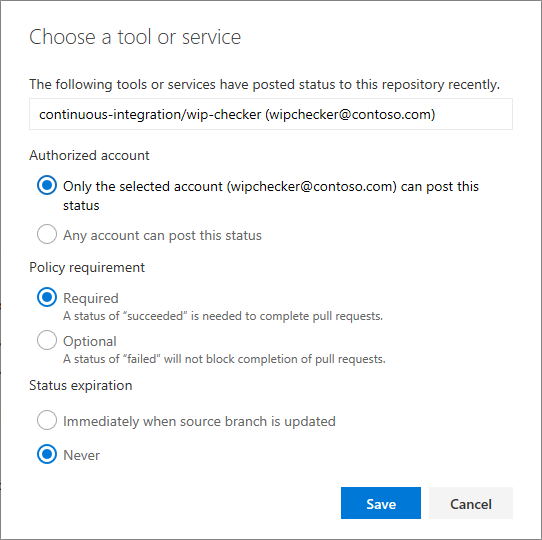 Choose a tool or service
The following tools or services have posted status to this repository recently.
continuous-integration/wip-checker (wipchecker@contoso.com)
Authorized account
Only the selected account (wipchecker@contoso.com) can post this
status
Any account can post this status
Policy requirement
Required
A status of “succeeded” is needed to complete pull requests.
Optional
A status of “failed” will not block completion of pull requests.
Status expiration
Immediately when source branch is updated
Never
Save Cancel